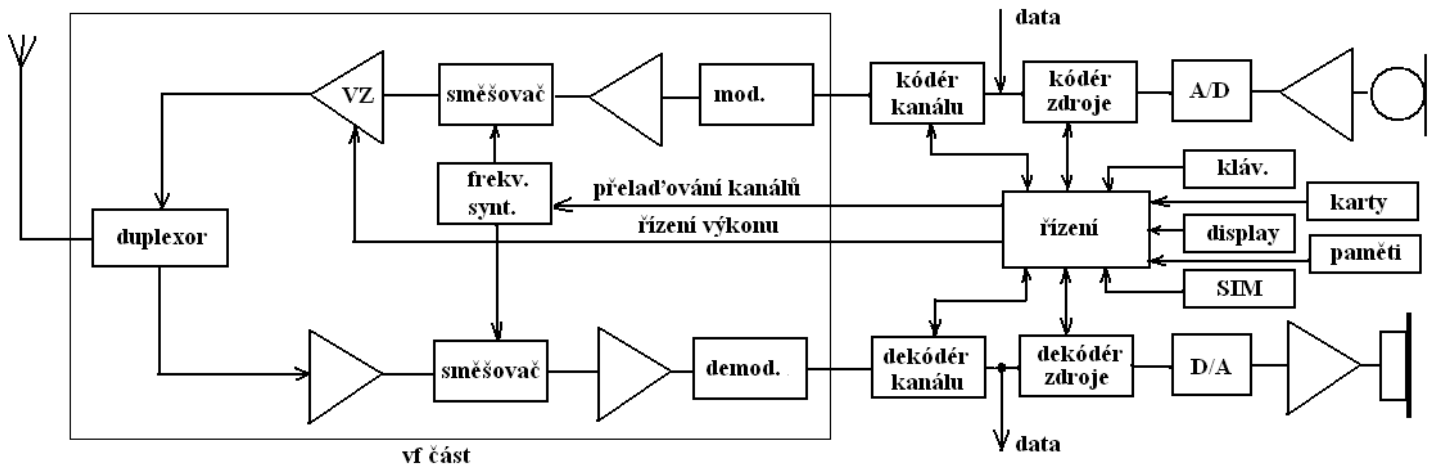 data
VZ
směšovač
mod.
kódér
kanálu
kódér
zdroje
A/D
frekv.
synt.
přelaďování kanálů
řízení výkonu
řízení
kláv.
karty
display
paměti
SIM
duplexor
směšovač
demod.
dekódér
kanálu
dekódér
zdroje
D/A
data
vf část